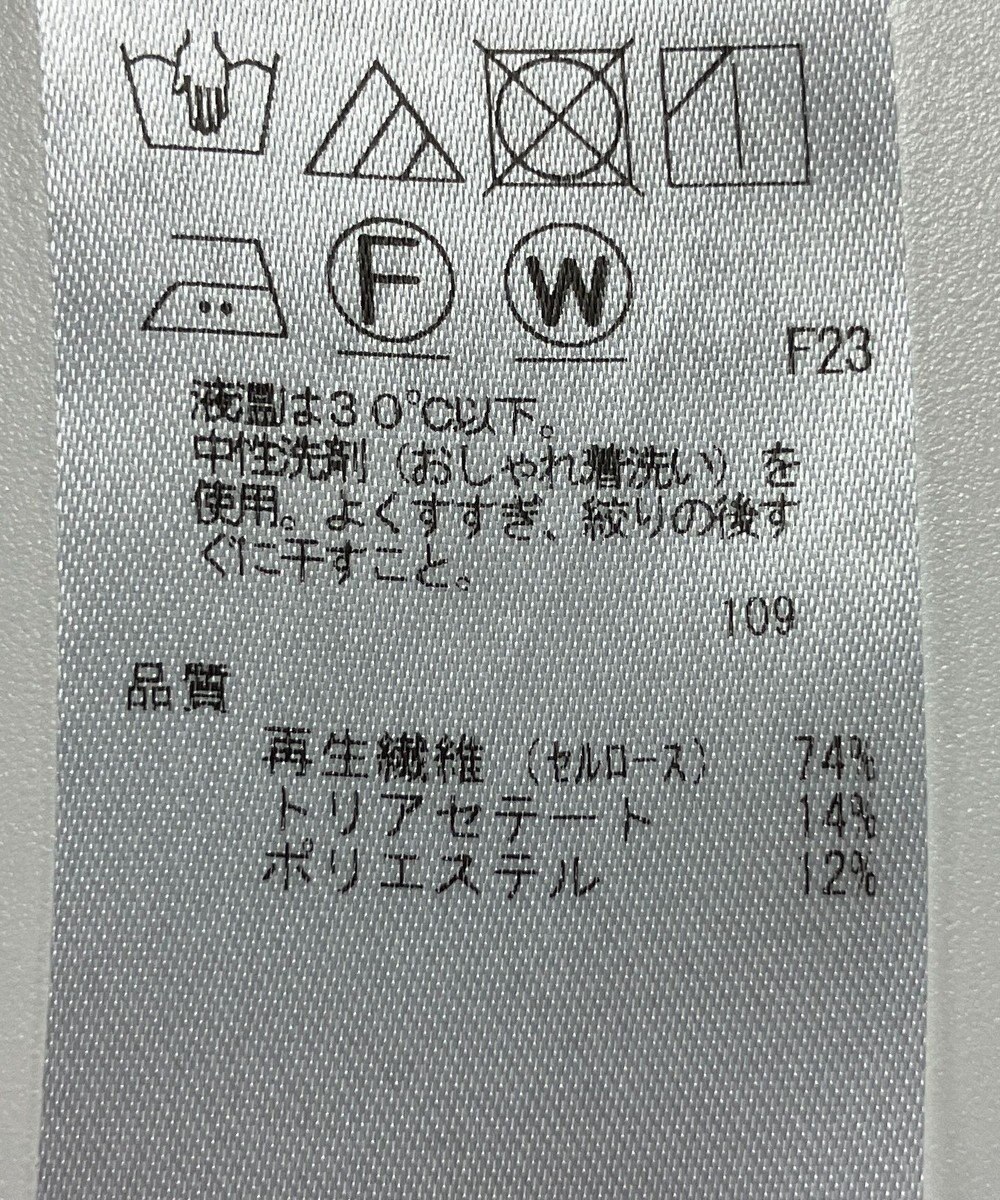 F
W
F23
液温は30℃以下。
中性洗剤（おしゃれ着洗い）を
使用。よくすすぎ、絞りの後す
ぐに干すこと。
109
品質
再生繊維（セルロース） 74%
トリアセテート 14%
ポリエステル 12%